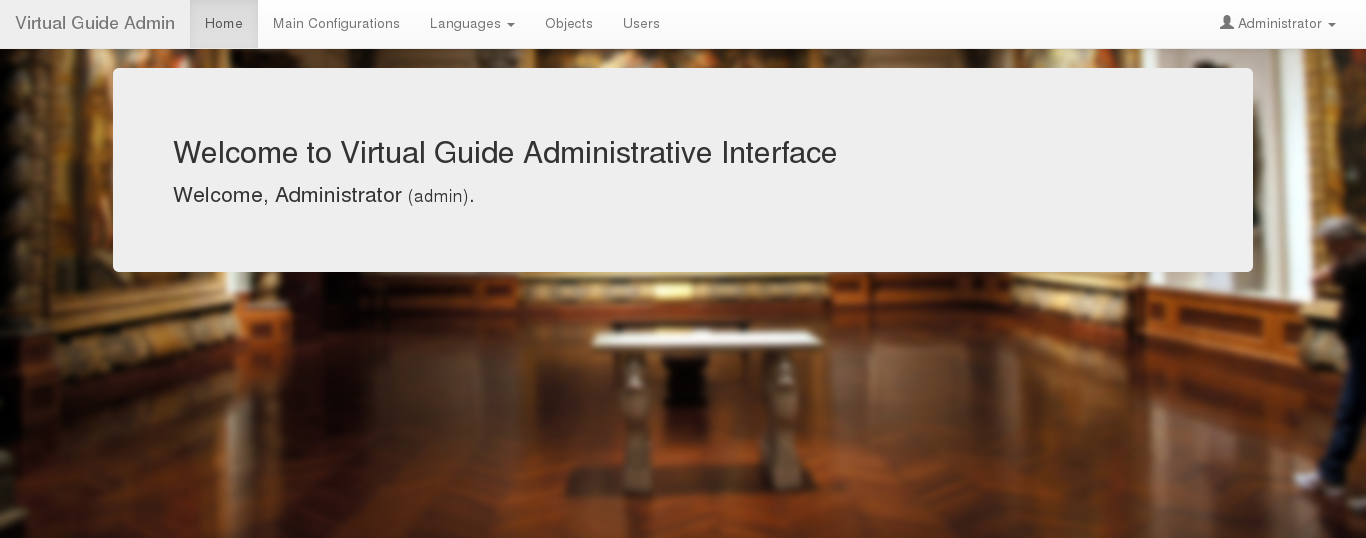 Virtual Guide Admin Home Main Configurations Languages Objects Users Administrator
Welcome to Virtual Guide Administrative Interface
Welcome, Administrator (admin).